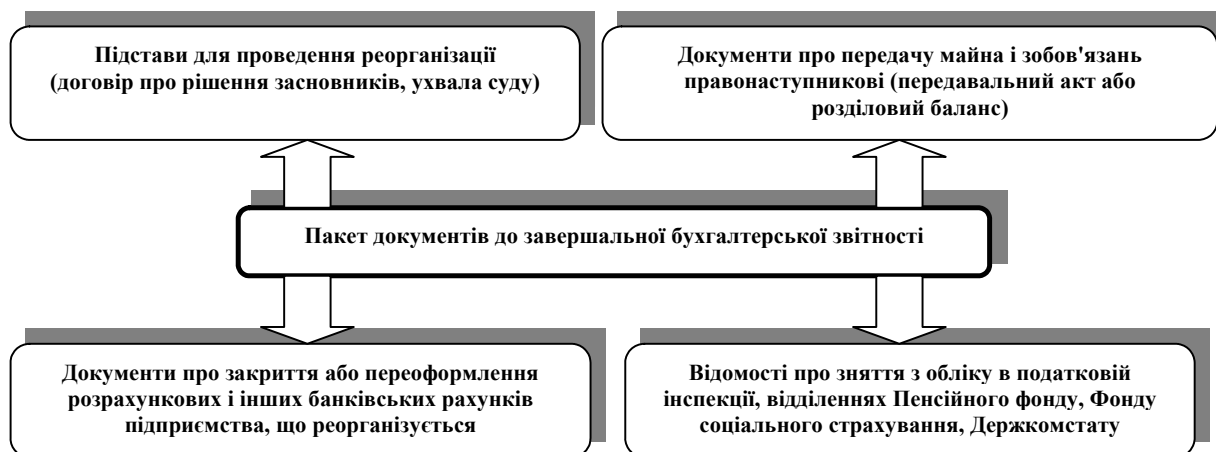 Підстави для проведення реорганізації
(договір про рішення засновників, ухвала суду)
Документи про передачу майна і зобов'язань
правонаступникові (передавальний акт або
розділовий баланс)
Пакет документів до завершальної бухгалтерської звітності
Документи про закриття або переоформлення
розрахункових і інших банківських рахунків
підприємства, що реорганізується
Відомості про зняття з обліку в податковій
інспекції, відділеннях Пенсійного фонду, Фонду
соціального страхування, Держкомстату